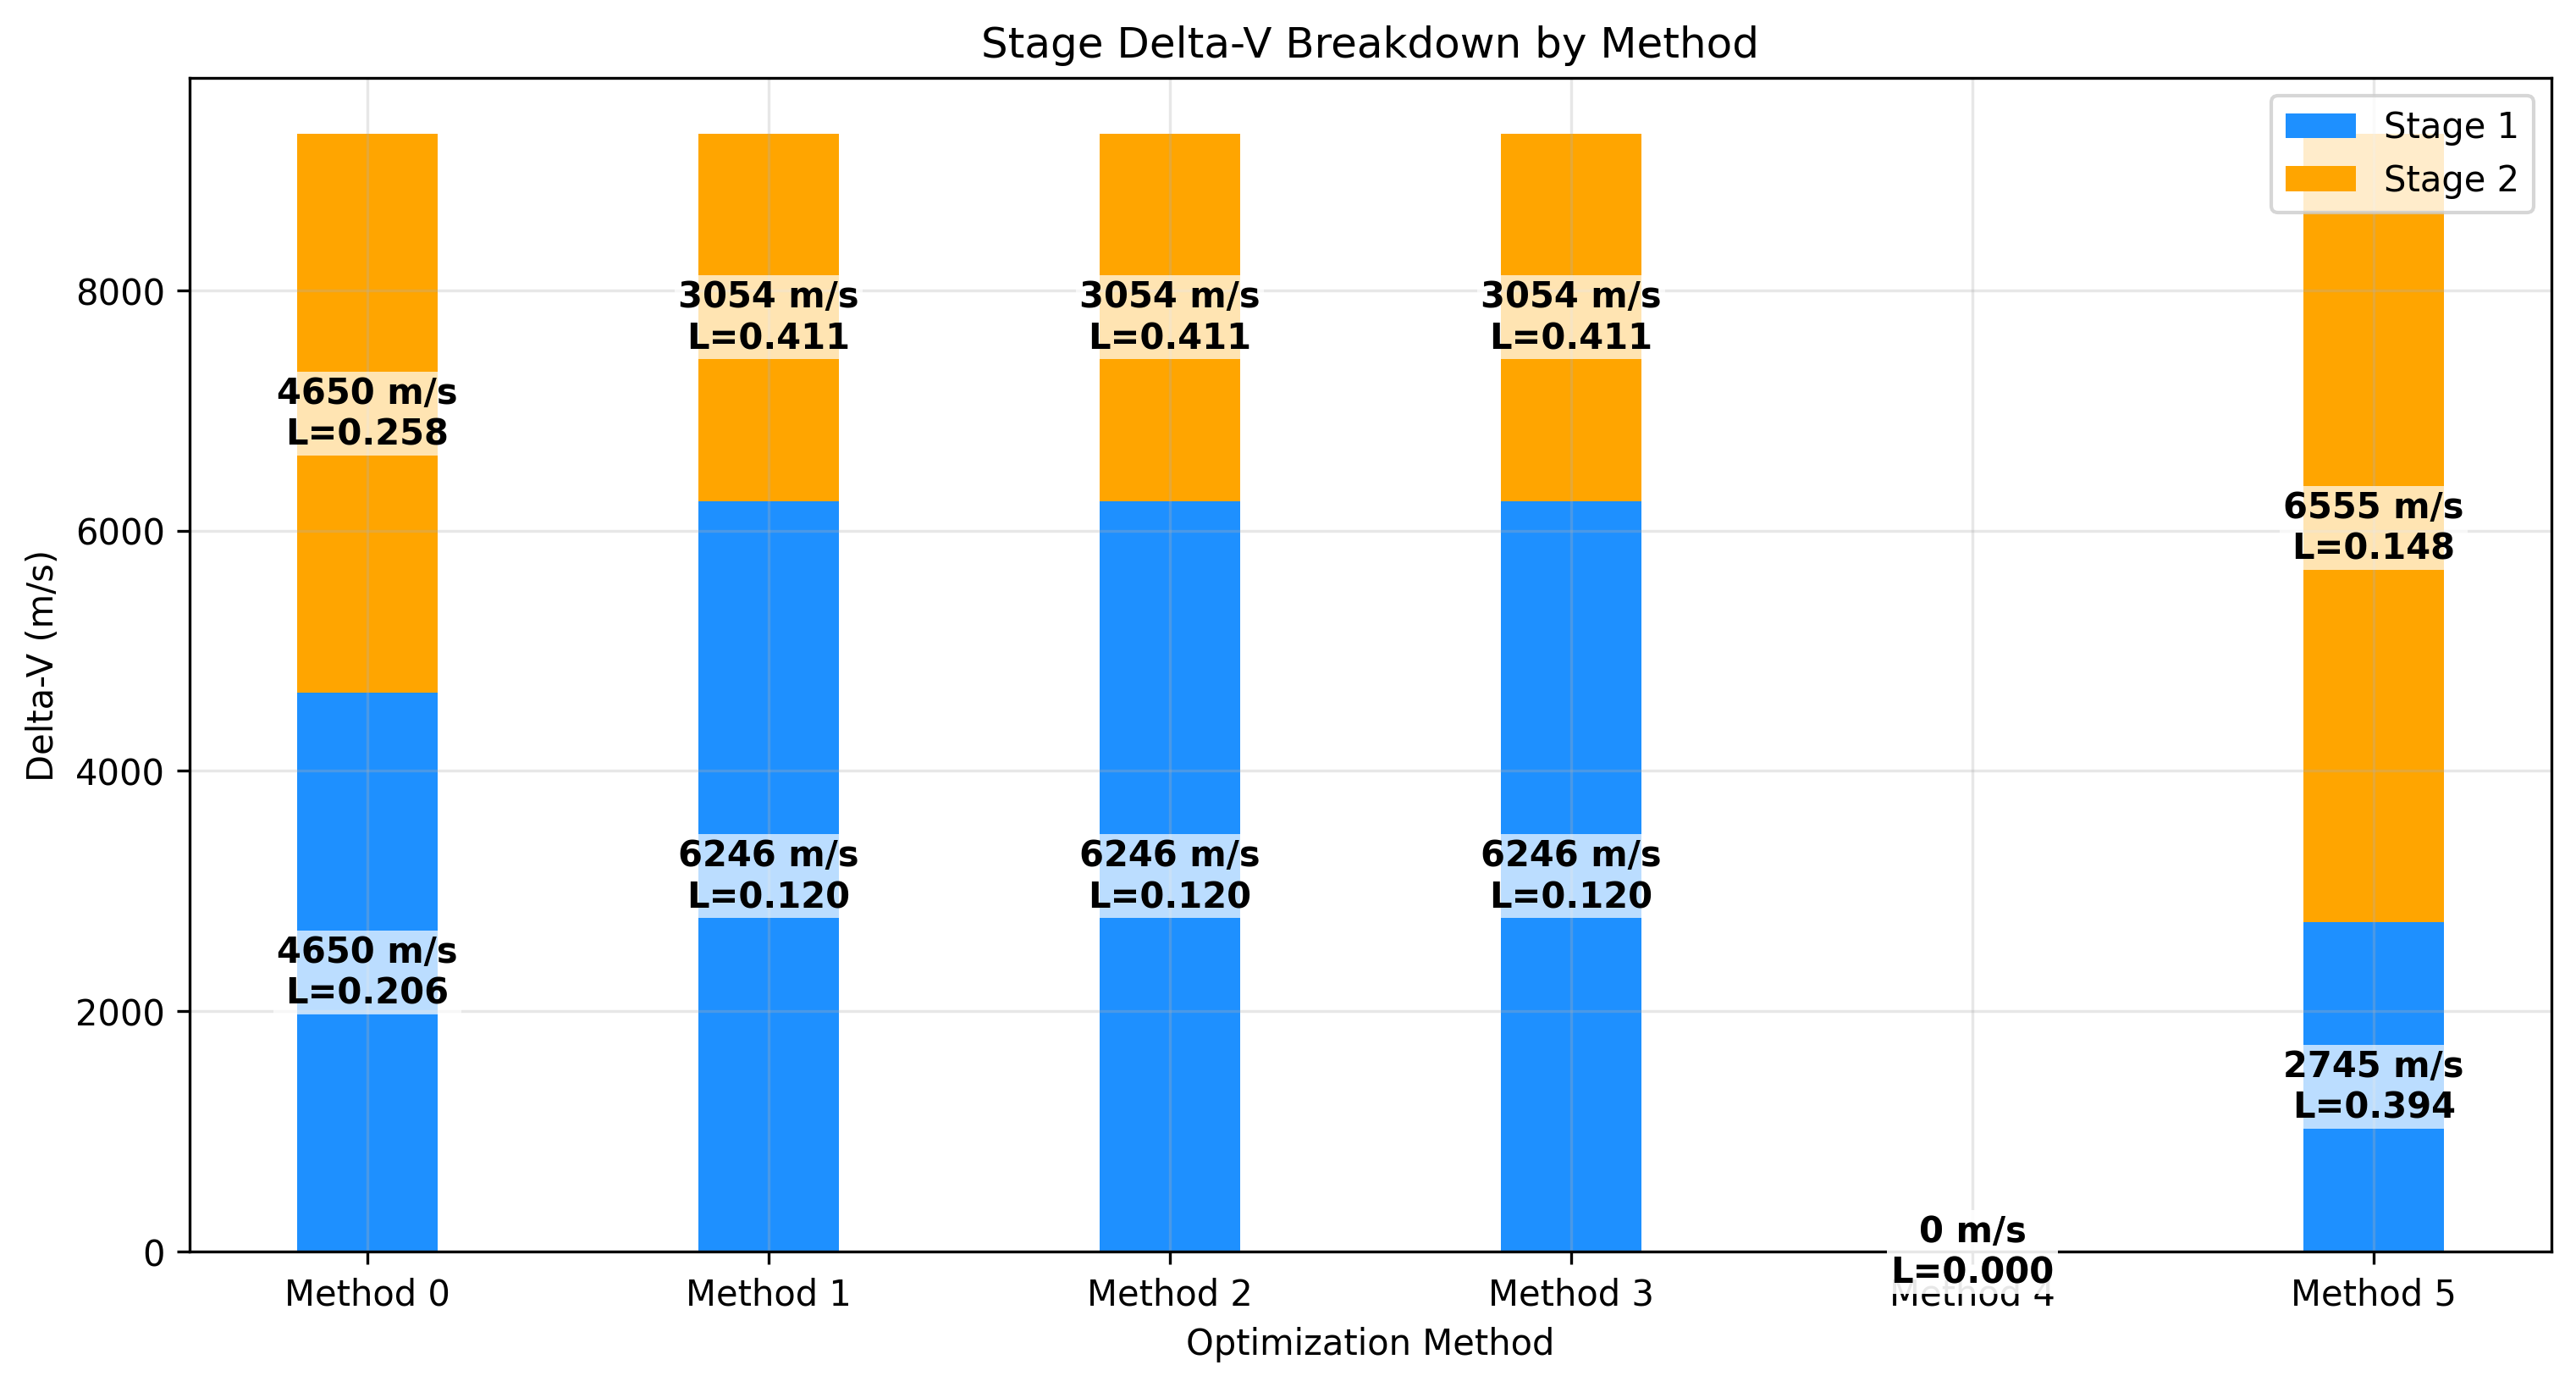 Stage Delta-V Breakdown by Method
Stage 1
Stage 2
Delta-V (m/s)
8000
6000
4000
2000
0
4650 m/s
L=0.258
4650 m/s
L=0.206
3054 m/s
L=0.411
6246 m/s
L=0.120
3054 m/s
L=0.411
6246 m/s
L=0.120
3054 m/s
L=0.411
6246 m/s
L=0.120
0 m/s
L=0.000
6555 m/s
L=0.148
2745 m/s
L=0.394
Method 0
Method 1
Method 2
Method 3
Method 4
Method 5
Optimization Method